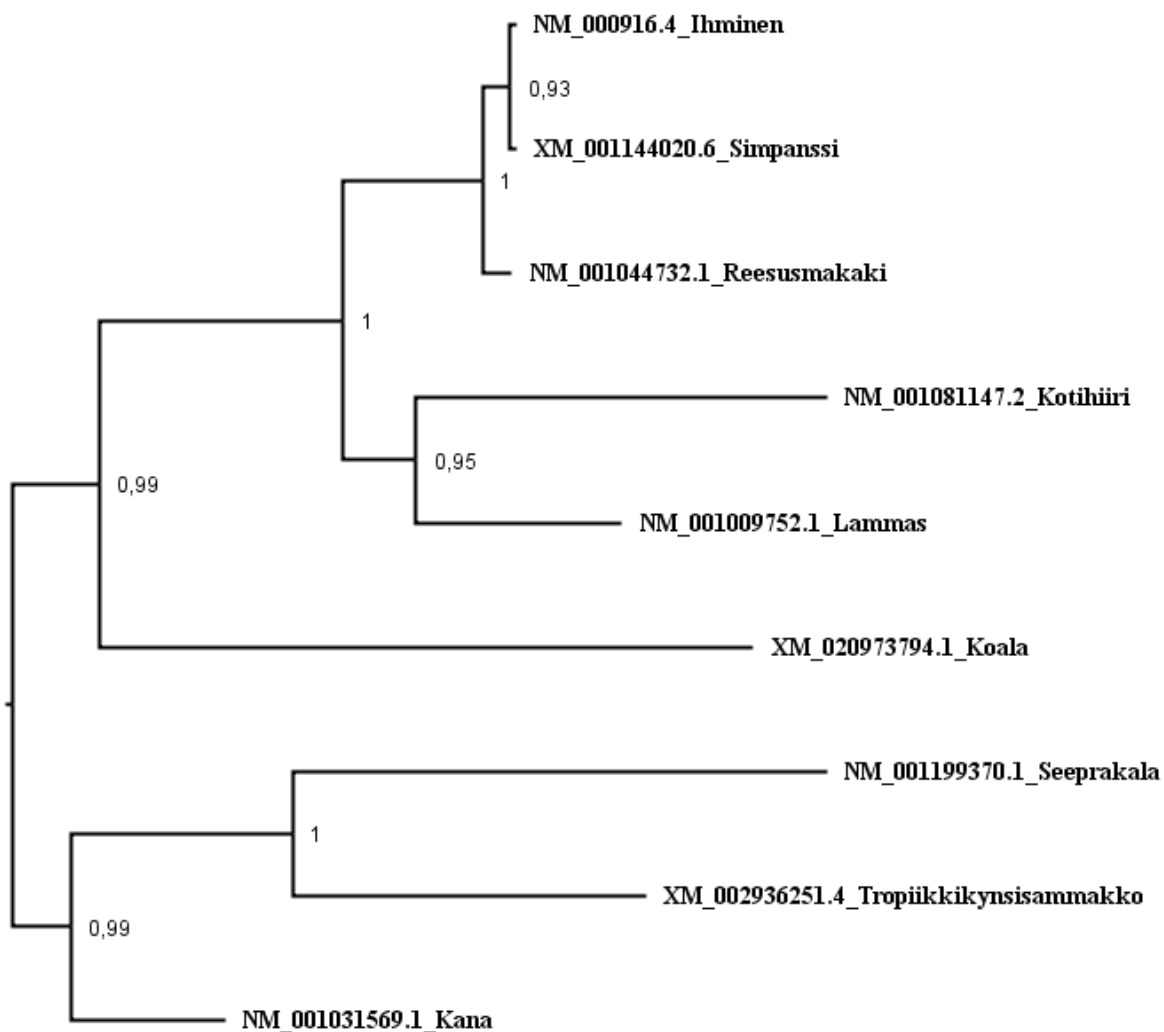 NM_000916.4_Ihminen
0,93
XM_001144020.6_Simpanssi
1
NM_001044732.1_Reesusmakaki
1
NM_001081147.2_Kotihiiri
0,95
0,99
NM_001009752.1_Lammas
XM_020973794.1_Koala
NM_001199370.1_Seeprakala
1
XM_002936251.4_Tropiikkikynsisammakko
0,99
NM_001031569.1_Kana